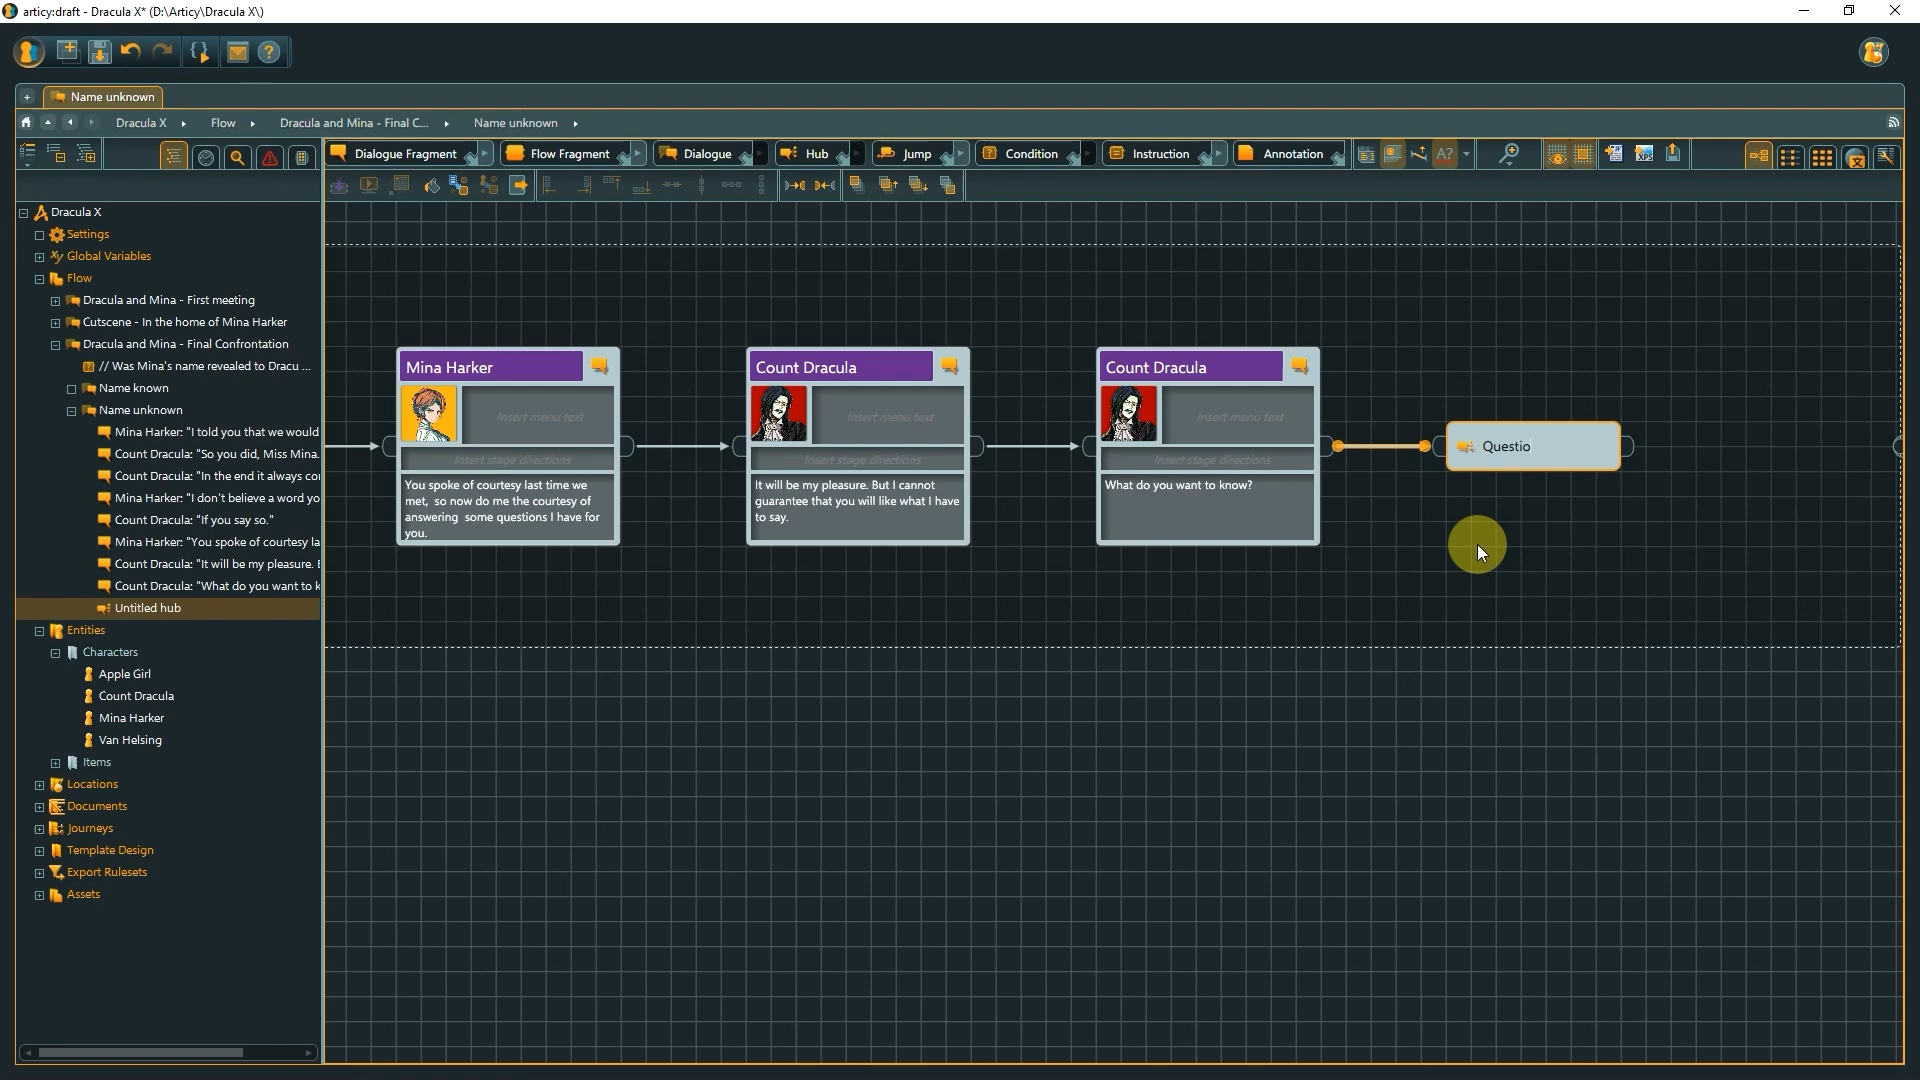 articy:draft - Dracula X* (D:\Articy\Dracula X\)
Name unknown
Dracula X
Flow
Dracula and Mina - Final C...
Name unknown
Dialogue Fragment
Flow Fragment
Dialogue
Hub
Jump
Condition
Instruction
Annotation
Dracula X
Settings
Global Variables
Flow
Dracula and Mina - First meeting
Cutscene - In the home of Mina Harker
Dracula and Mina - Final Confrontation
// Was Mina's name revealed to Dracu ...
Name known
Name unknown
Mina Harker: "I told you that we would
Count Dracula: "So you did, Miss Mina.
Count Dracula: "In the end it always co
Mina Harker: "I don't believe a word yo
Count Dracula: "If you say so."
Mina Harker: "You spoke of courtesy la
Count Dracula: "It will be my pleasure.
Count Dracula: "What do you want to k
Untitled hub
Entities
Characters
Apple Girl
Count Dracula
Mina Harker
Van Helsing
Items
Locations
Documents
Journeys
Template Design
Export Rulesets
Assets
Mina Harker
Insert menu text
Insert stage directions
You spoke of courtesy last time we
met, so now do me the courtesy of
answering some questions I have for
you.
Count Dracula
Insert menu text
Insert stage directions
It will be my pleasure. But I cannot
guarantee that you will like what I have
to say.
Count Dracula
Insert menu text
Insert stage directions
What do you want to know?
Questio